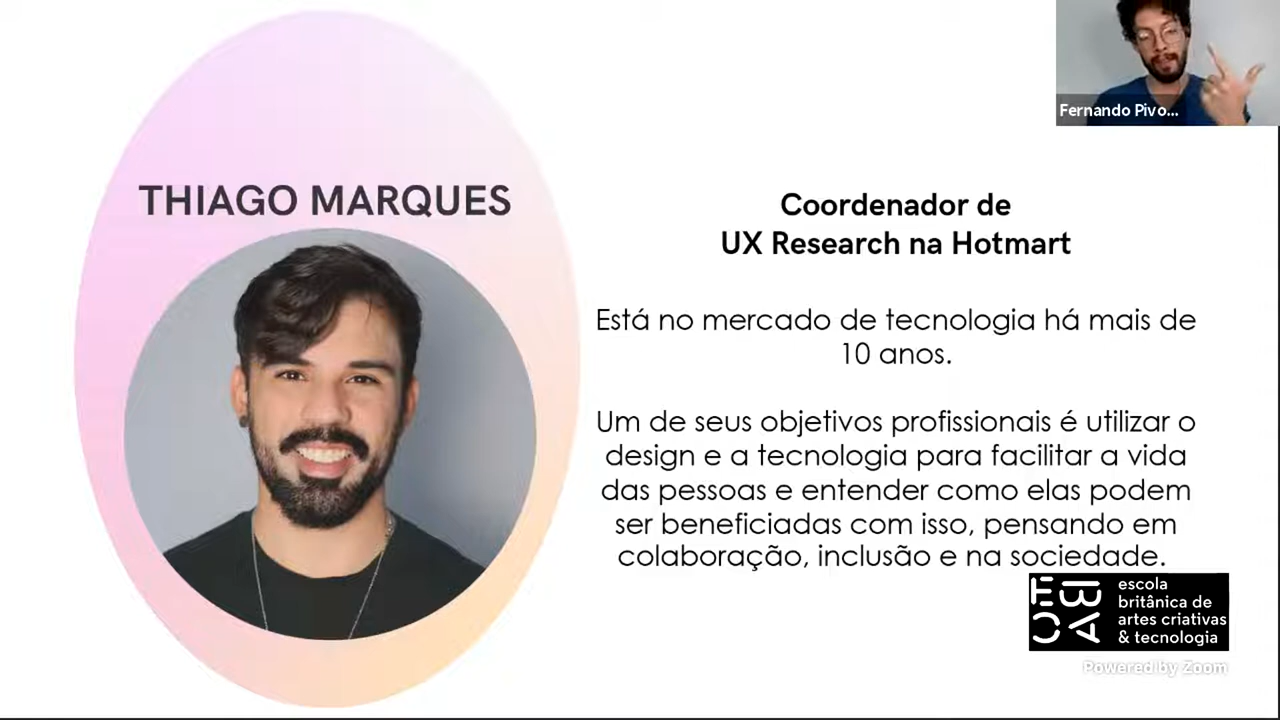 Fernando Pivo...
THIAGO MARQUES
Coordenador de
UX Research na Hotmart
Está no mercado de tecnologia há mais de
10 anos.
Um de seus objetivos profissionais é utilizar o
design e a tecnologia para facilitar a vida
das pessoas e entender como elas podem
ser beneficiadas com isso, pensando em
colaboração, inclusão e na sociedade.
EBAC
escola
britânica de
artes criativas
& tecnologia
Powered by Zoom